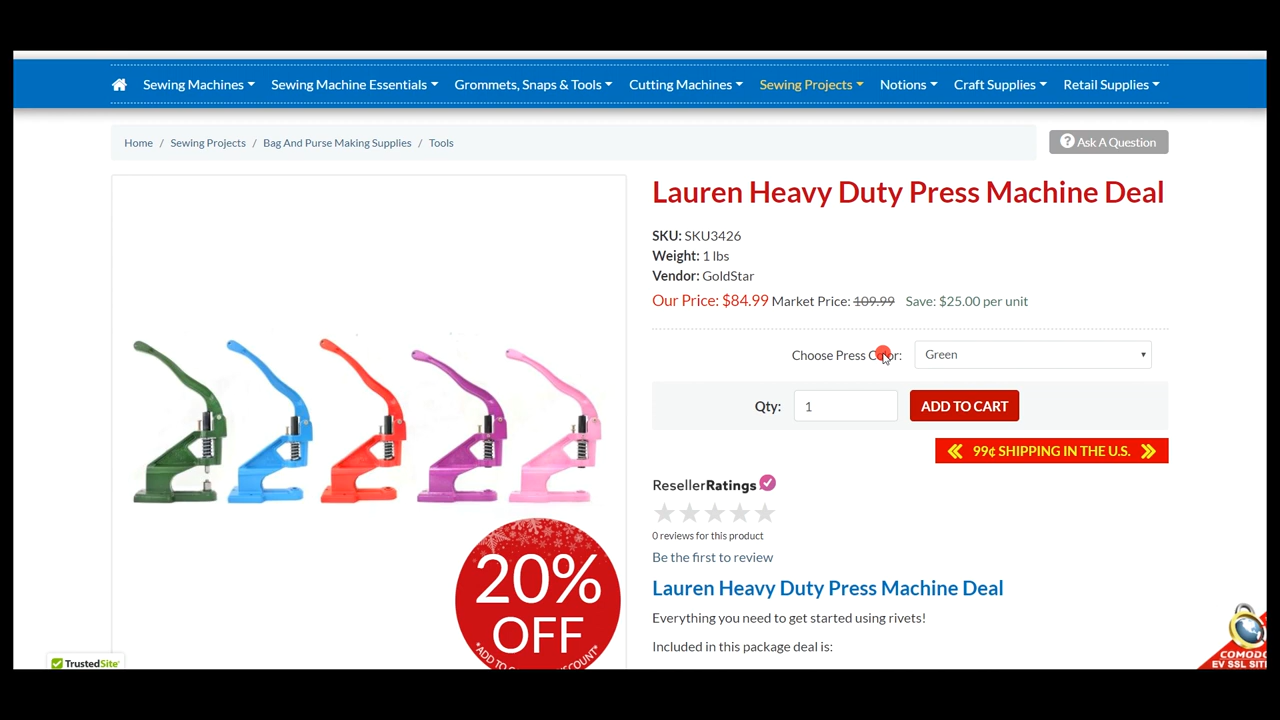 Sewing Machines Sewing Machine Essentials Grommets, Snaps & Tools Cutting Machines Sewing Projects Notions Craft Supplies Retail Supplies
Home / Sewing Projects / Bag And Purse Making Supplies / Tools
? Ask A Question
Lauren Heavy Duty Press Machine Deal
SKU: SKU3426
Weight: 1 lbs
Vendor: GoldStar
Our Price: $84.99 Market Price: 109.99 Save: $25.00 per unit
Choose Press Color: Green
Qty: 1 ADD TO CART
99¢ SHIPPING IN THE U.S.
ResellerRatings
0 reviews for this product
Be the first to review
Lauren Heavy Duty Press Machine Deal
Everything you need to get started using rivets!
Included in this package deal is:
20%
OFF
TrustedSite
COMODO
EV SSL SITE